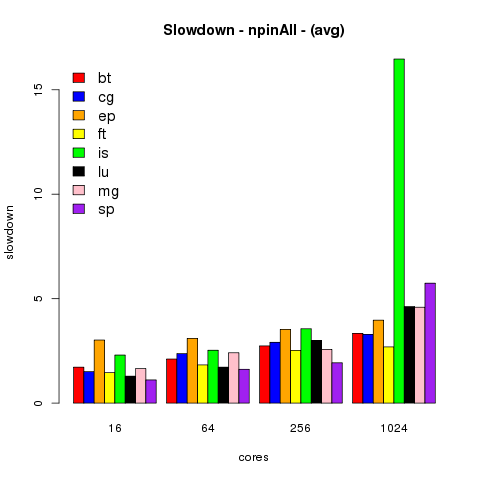 Slowdown - npinAll - (avg)
bt
cg
ep
ft
is
lu
mg
sp
slowdown
15
10
5
0
16 64 256 1024
cores